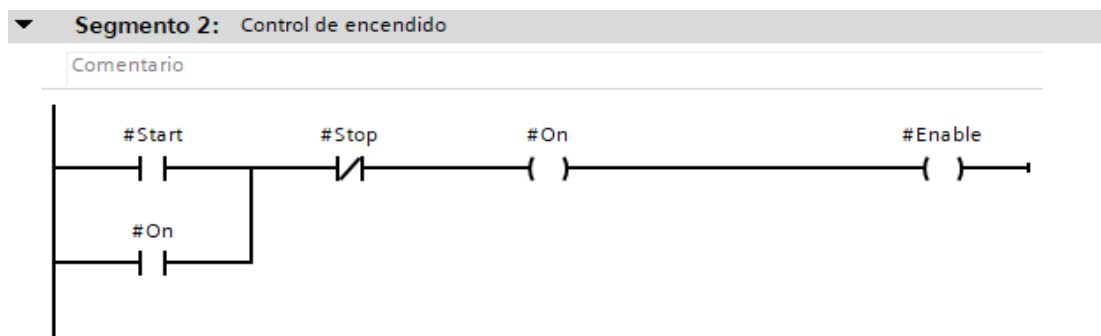 Segmento 2: Control de encendido
Comentario
#Start #Stop #On #Enable
#On